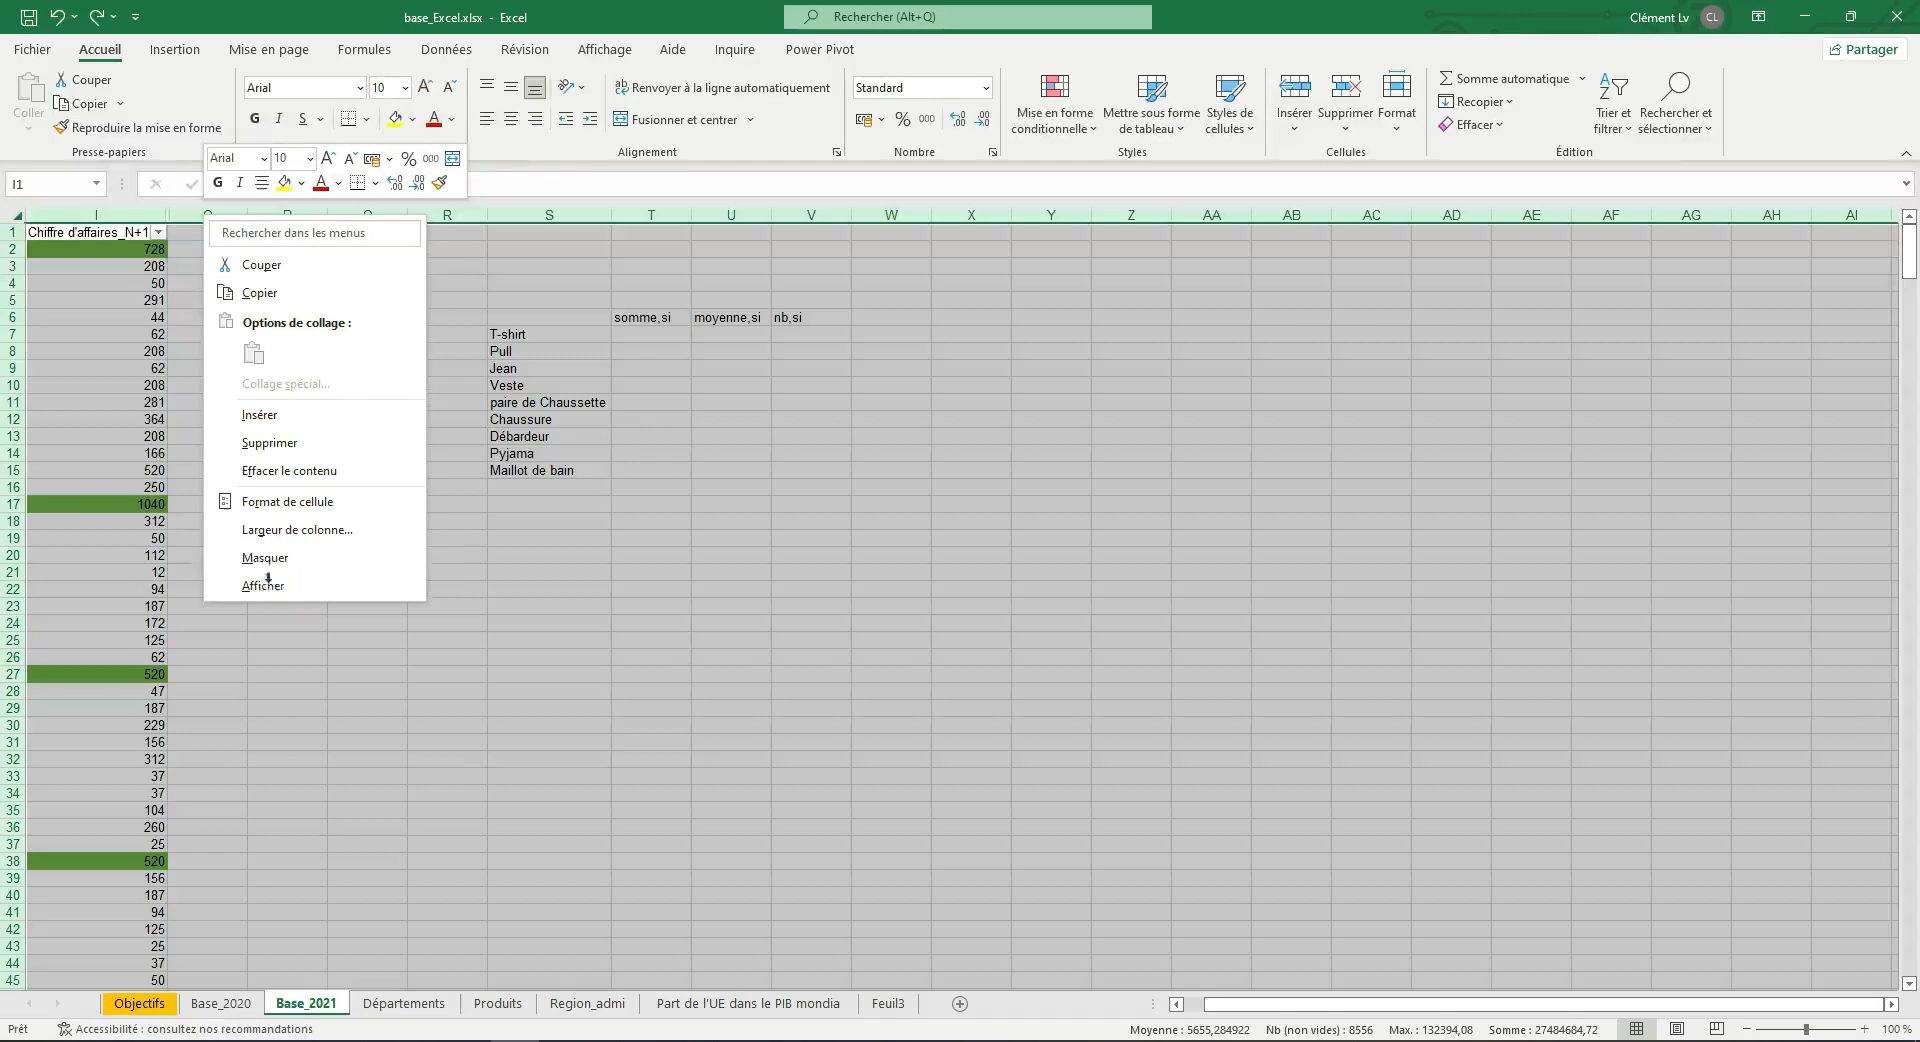 base_Excel.xlsx - Excel
Rechercher (Alt+Q)
Clément Lv
CL
Fichier Accueil Insertion Mise en page Formules Données Révision Affichage Aide Inquire Power Pivot
Partager
Coller
Couper
Copier
Reproduire la mise en forme
Presse-papiers
Arial 10
G I S
Renvoyer à la ligne automatiquement
Fusionner et centrer
Alignement
Standard
% 000
Nombre
Mise en forme conditionnelle
Mettre sous forme de tableau
Styles de cellules
Styles
Insérer Supprimer Format
Cellules
Somme automatique
Recopier
Effacer
Trier et filtrer
Rechercher et sélectionner
Édition
Arial 10 % 000
G I
I1
I R S T U V W X Y Z AA AB AC AD AE AF AG AH AI
1 Chiffre d'affaires_N+1
2 728
3 208
4 50
5 291
6 44 somme,si moyenne,si nb,si
7 62 T-shirt
8 208 Pull
9 62 Jean
10 208 Veste
11 281 paire de Chaussette
12 364 Chaussure
13 208 Débardeur
14 166 Pyjama
15 520 Maillot de bain
16 250
17 1040
18 312
19 50
20 112
21 12
22 94
23 187
24 172
25 125
26 62
27 520
28 47
29 187
30 229
31 156
32 312
33 37
34 37
35 104
36 260
37 25
38 520
39 156
40 187
41 94
42 125
43 25
44 37
45 50
Rechercher dans les menus
Couper
Copier
Options de collage :
Collage spécial...
Insérer
Supprimer
Effacer le contenu
Format de cellule
Largeur de colonne...
Masquer
Afficher
Objectifs Base_2020 Base_2021 Départements Produits Region_admi Part de l'UE dans le PIB mondia Feuil3
Prêt
Accessibilité : consultez nos recommandations
Moyenne : 5655,284922 Nb (non vides) : 8556 Max. : 132394,08 Somme : 27484684,72
100 %